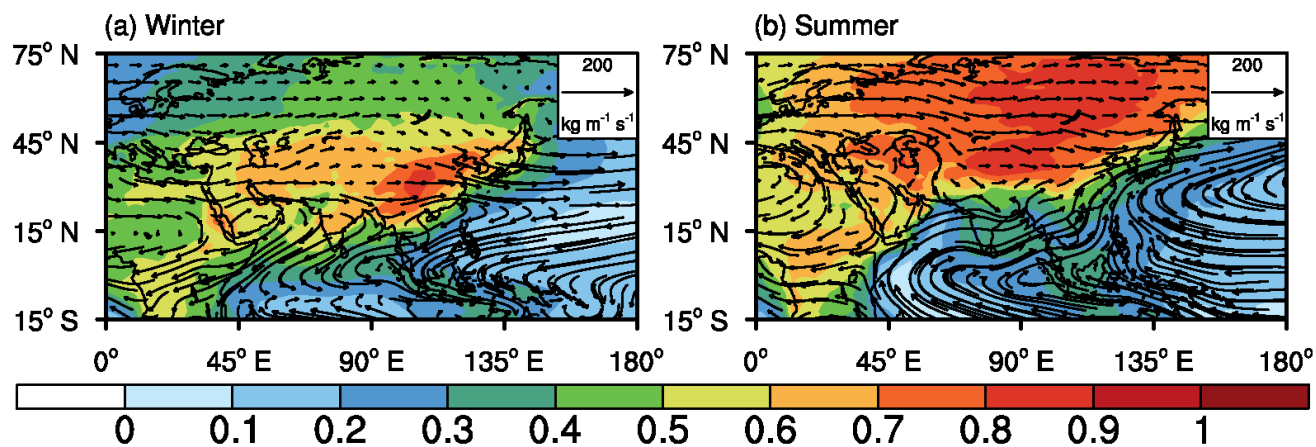 (a) Winter
(b) Summer
75° N
45° N
15° N
15° S
0°
45° E
90° E
135° E
180°
200
kg m⁻¹ s⁻¹
75° N
45° N
15° N
15° S
0°
45° E
90° E
135° E
180°
200
kg m⁻¹ s⁻¹
0 0.1 0.2 0.3 0.4 0.5 0.6 0.7 0.8 0.9 1